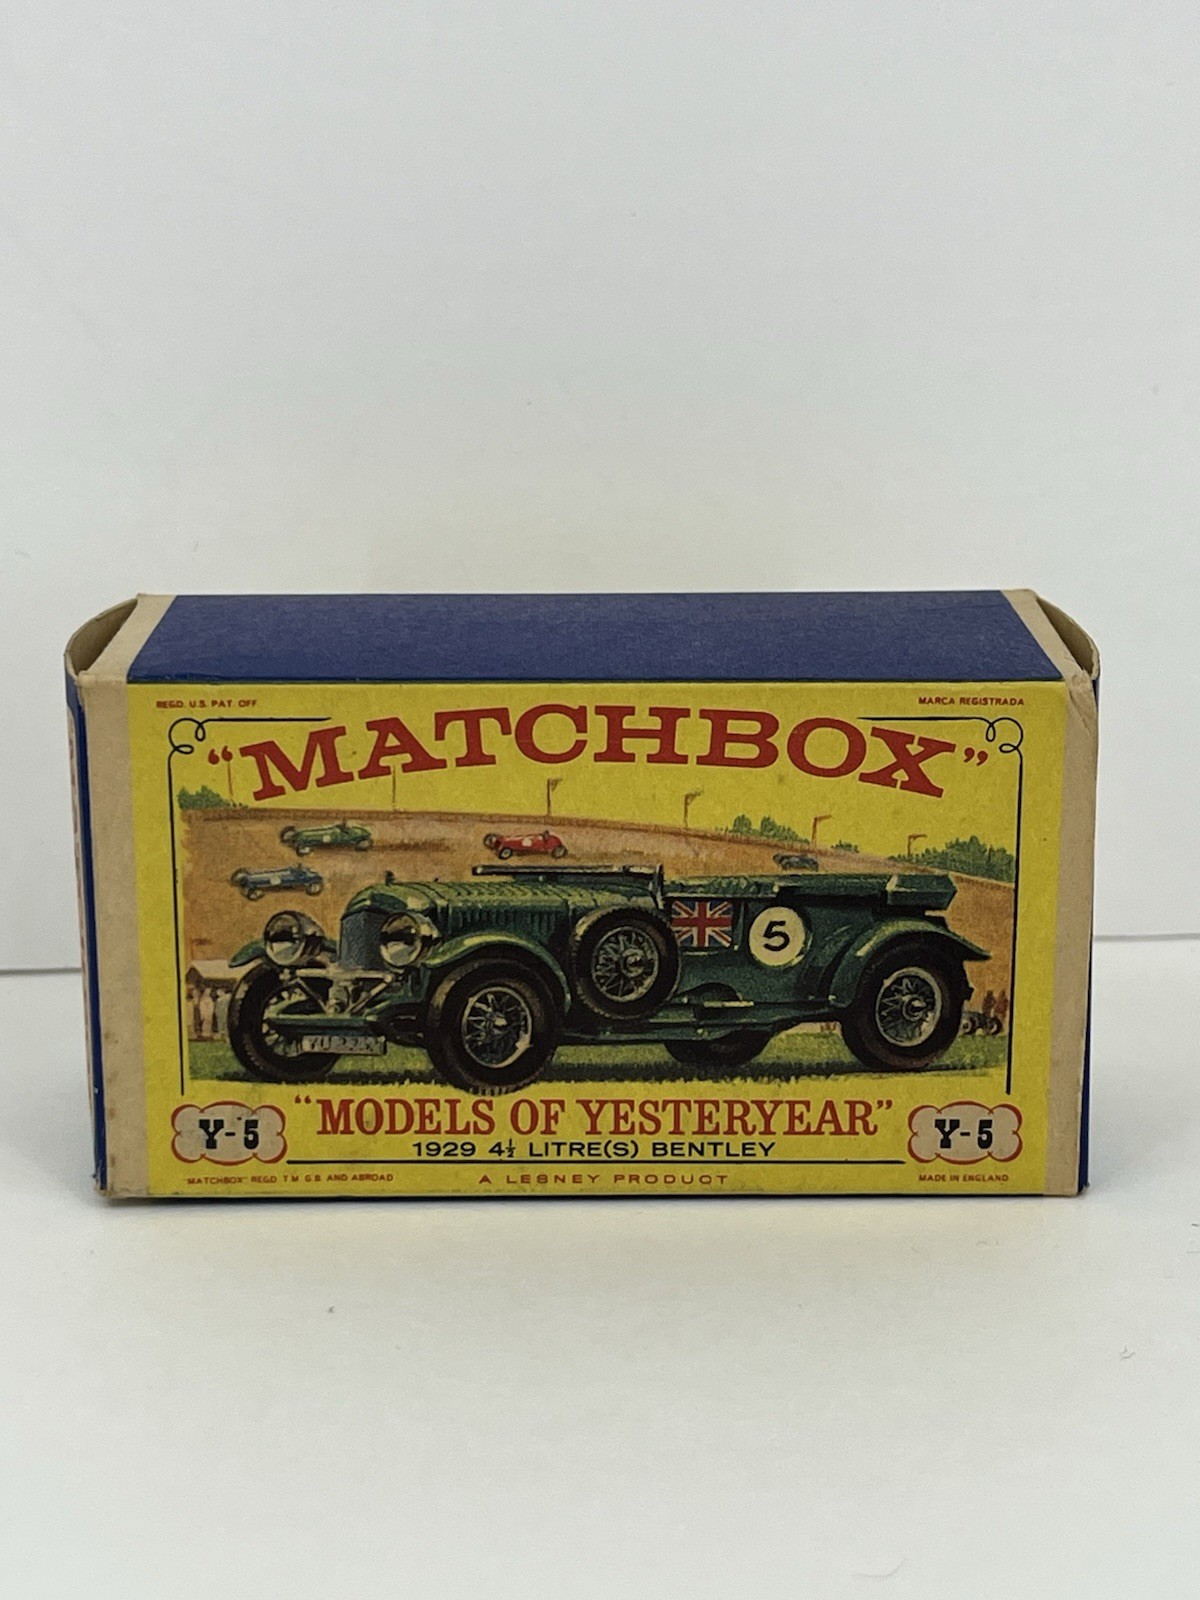 REGD. U.S. PAT. OFF
MARCA REGISTRADA
"MATCHBOX"
5
Y-5
"MODELS OF YESTERYEAR"
Y-5
1929 4½ LITRE(S) BENTLEY
"MATCHBOX" REGD. T M G.B. AND ABROAD
A LESNEY PRODUCT
MADE IN ENGLAND